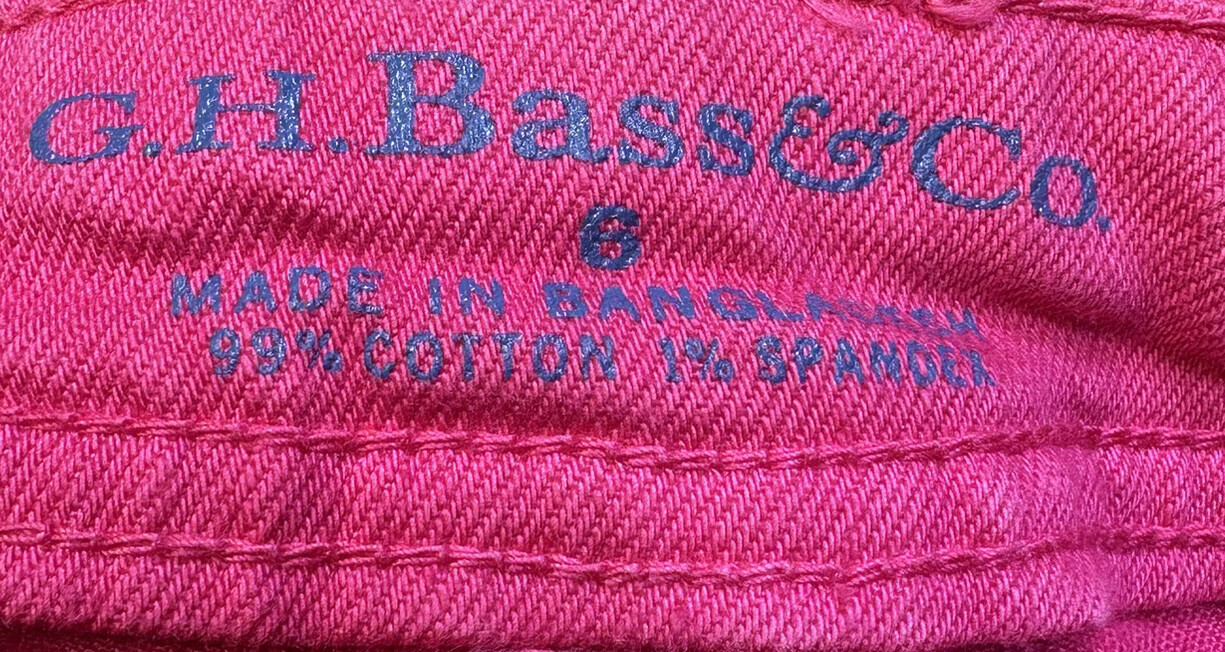 G.H.Bass&Co.
6
MADE IN BANGLADESH
99% COTTON 1% SPANDEX